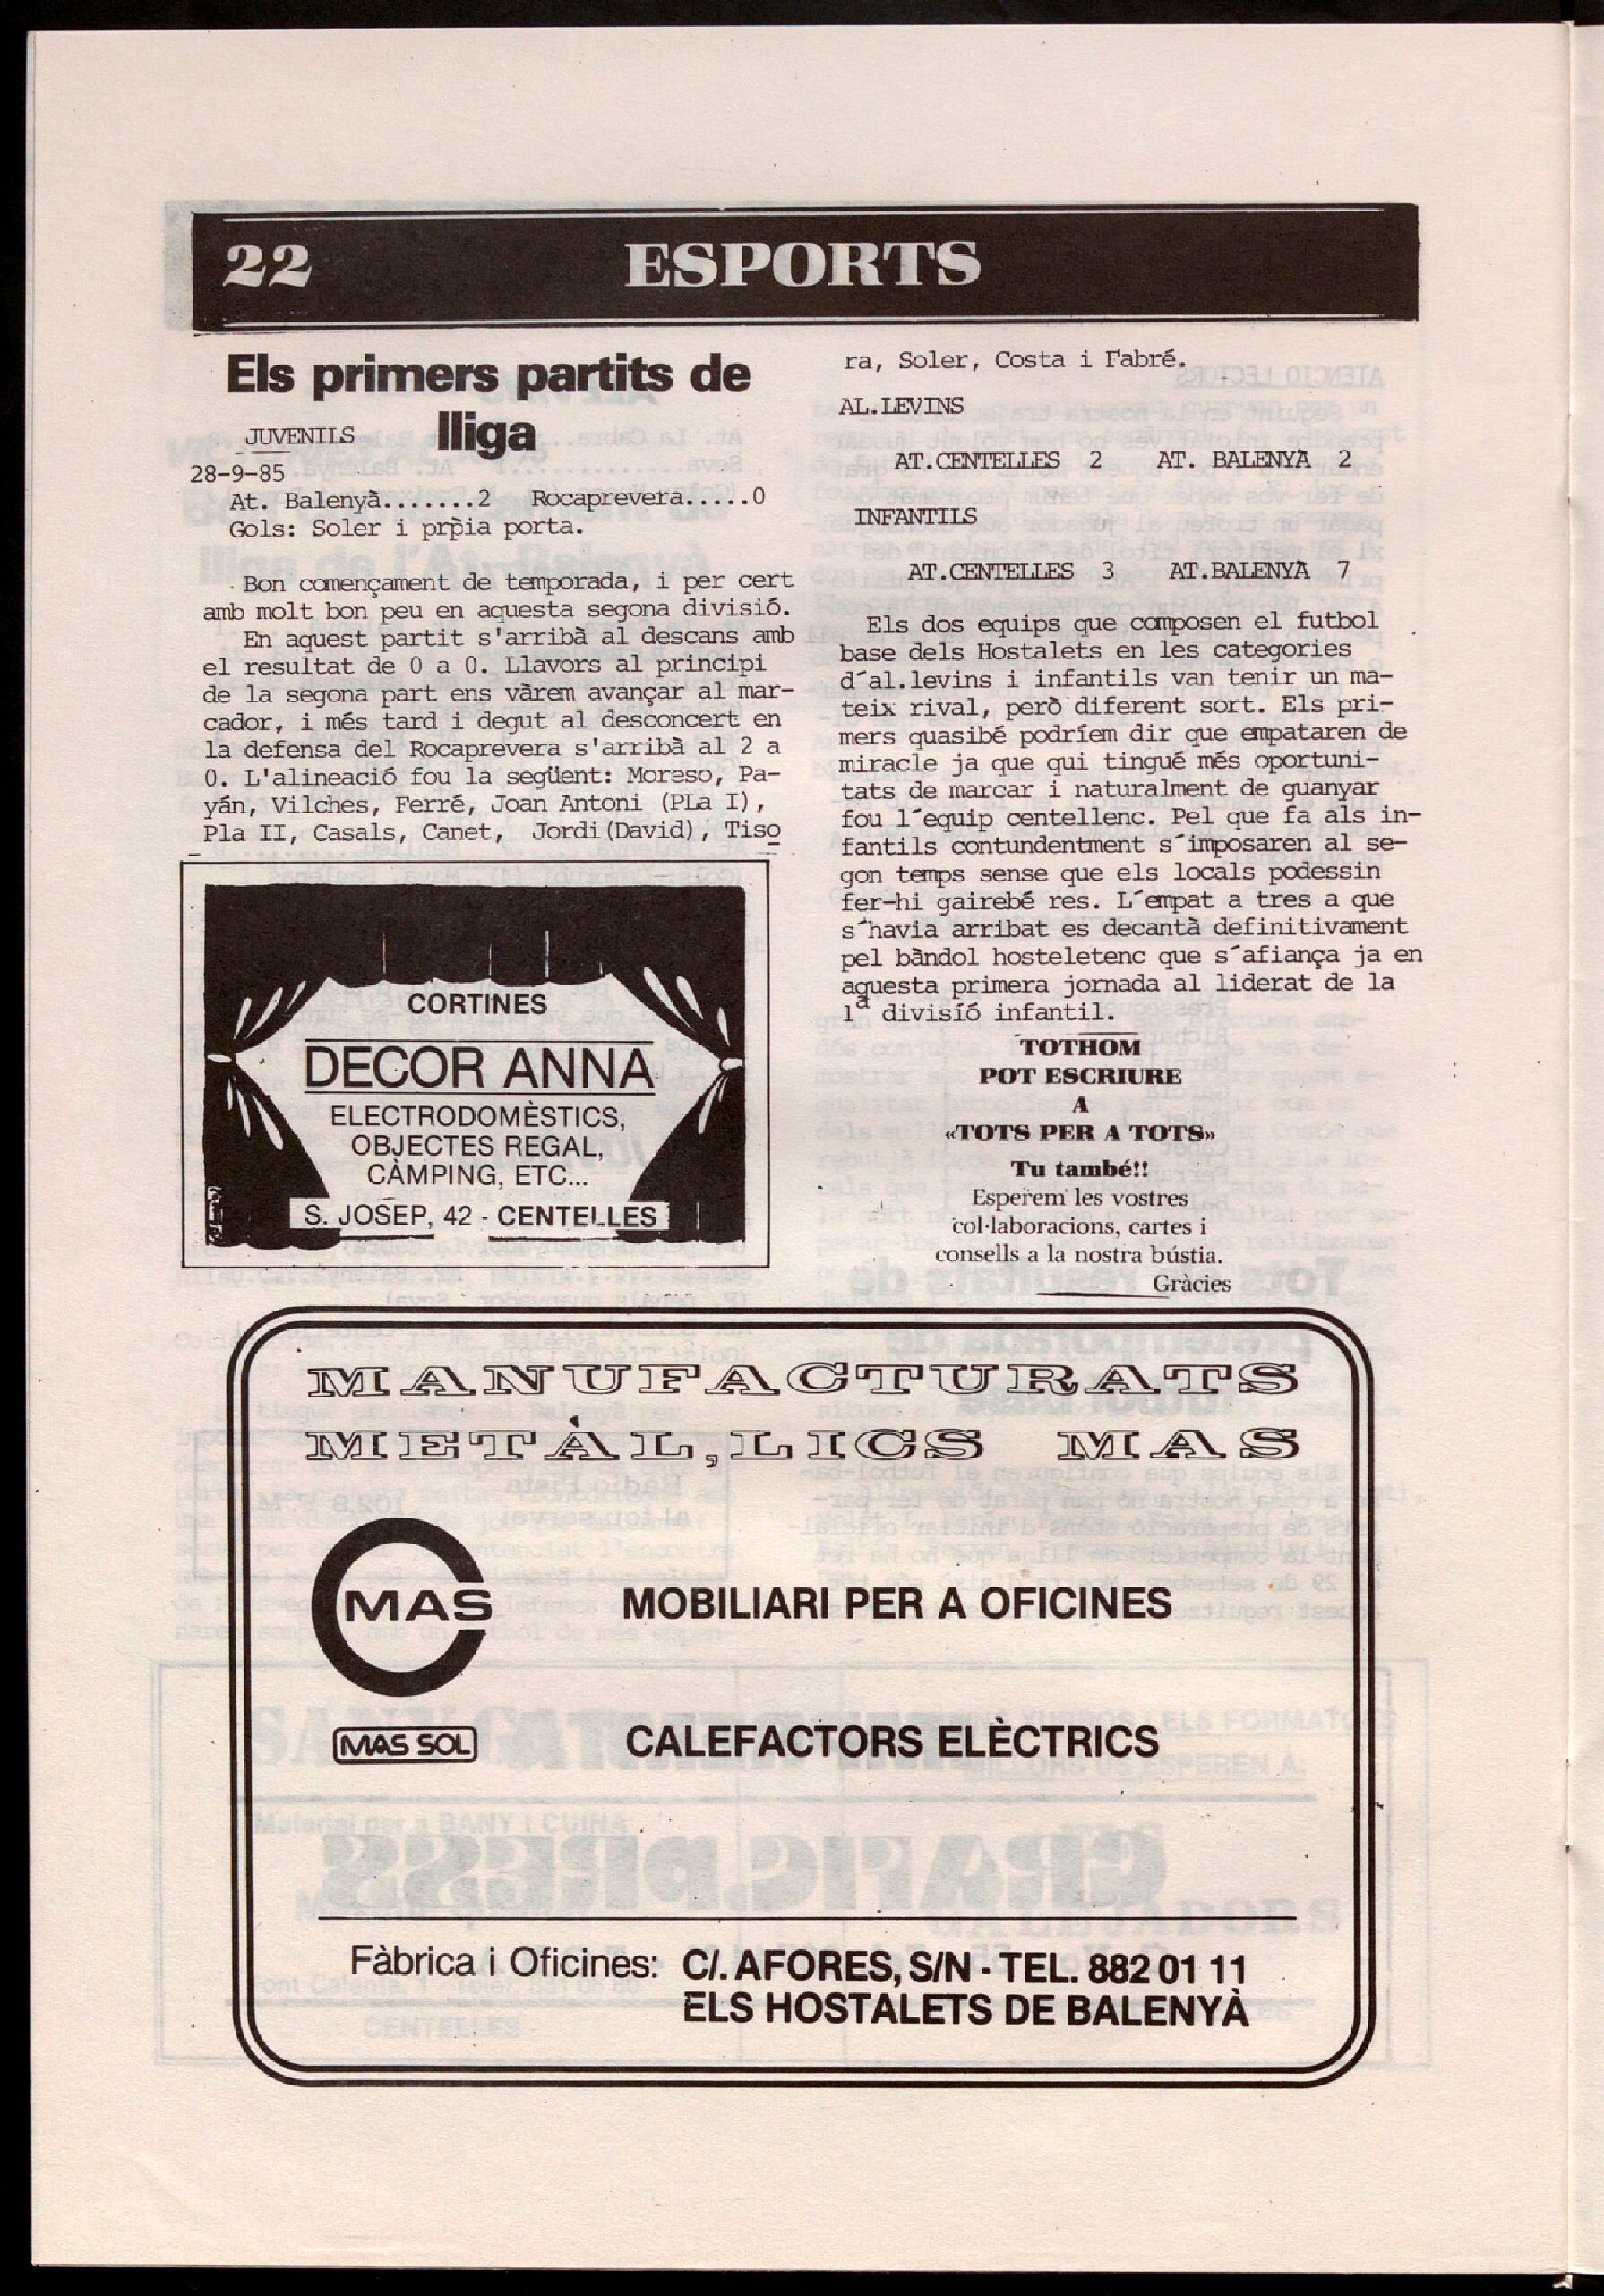 22 ESPORTS
Els primers partits de
lliga
JUVENILS
28-9-85
At. Balenyà.......2 Rocaprevera.....0
Gols: Soler i prpia porta.
Bon començament de temporada, i per cert
amb molt bon peu en aquesta segona divisió.
En aquest partit s'arribà al descans amb
el resultat de 0 a 0. Llavors al principi
de la segona part ens vàrem avançar al mar-
cador, i més tard i degut al desconcert en
la defensa del Rocaprevera s'arribà al 2 a
0. L'alineació fou la següent: Moreso, Pa-
yán, Vilches, Ferré, Joan Antoni (PLa I),
Pla II, Casals, Canet, Jordi(David), Tiso
CORTINES
DECOR ANNA
ELECTRODOMÈSTICS,
OBJECTES REGAL,
CÀMPING, ETC...
S. JOSEP, 42 - CENTELLES
ra, Soler, Costa i Fabré.
AL.LEVINS
AT.CENTELLES 2 AT. BALENYA 2
INFANTILS
AT.CENTELLES 3 AT.BALENYA 7
Els dos equips que composen el futbol
base dels Hostalets en les categories
d´al.levins i infantils van tenir un ma-
teix rival, però diferent sort. Els pri-
mers quasibé podríem dir que empataren de
miracle ja que qui tingué més oportuni-
tats de marcar i naturalment de guanyar
fou l´equip centellenc. Pel que fa als in-
fantils contundentment s´imposaren al se-
gon temps sense que els locals podessin
fer-hi gairebé res. L´empat a tres a que
s´havia arribat es decantà definitivament
pel bàndol hosteletenc que s´afiança ja en
aquesta primera jornada al liderat de la
1ª divisíó infantil.
TOTHOM
POT ESCRIURE
A
«TOTS PER A TOTS»
Tu també!!
Esperem les vostres
col·laboracions, cartes i
consells a la nostra bústia.
Gràcies
MANUFACTURATS
METÀL,LICS MAS
MAS
MOBILIARI PER A OFICINES
MAS SOL
CALEFACTORS ELÈCTRICS
Fàbrica i Oficines: C/. AFORES, S/N - TEL. 882 01 11
ELS HOSTALETS DE BALENYÀ